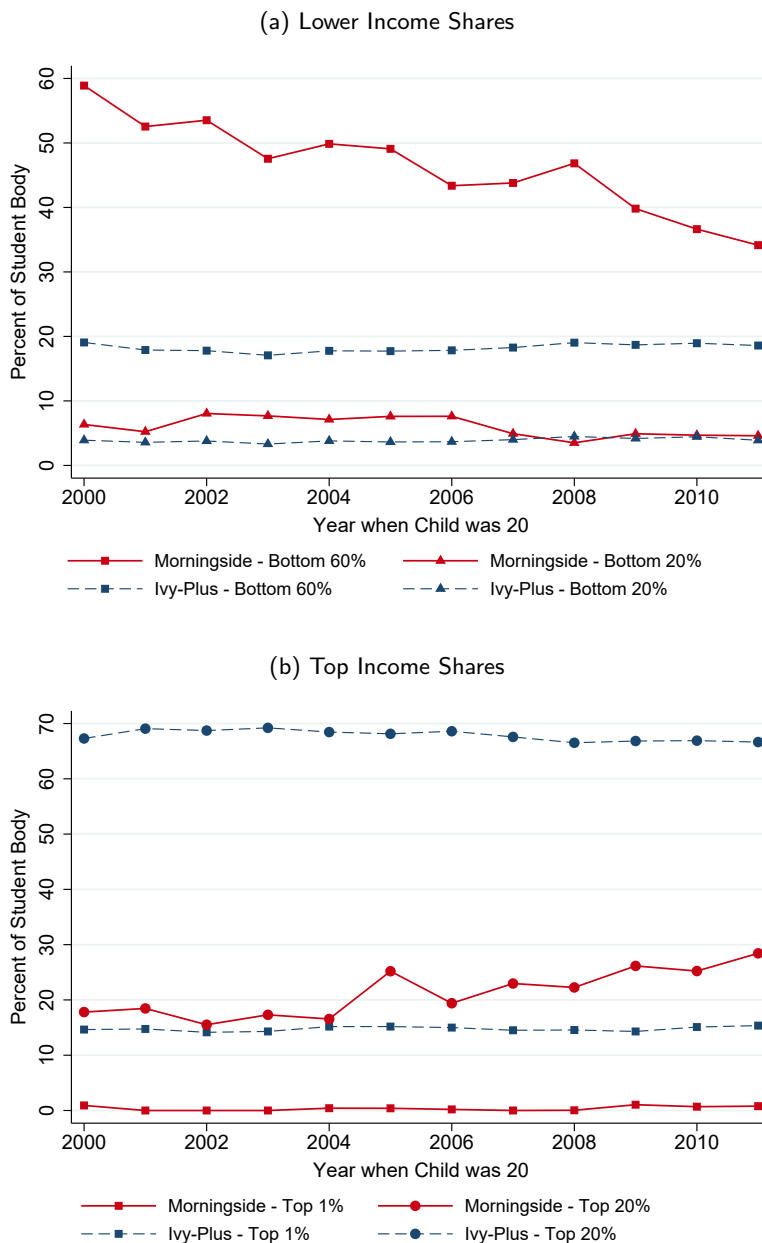 (a) Lower Income Shares
Percent of Student Body
60
50
40
30
20
10
0
2000 2002 2004 2006 2008 2010
Year when Child was 20
Morningside - Bottom 60% Morningside - Bottom 20%
Ivy-Plus - Bottom 60% Ivy-Plus - Bottom 20%
(b) Top Income Shares
Percent of Student Body
70
60
50
40
30
20
10
0
2000 2002 2004 2006 2008 2010
Year when Child was 20
Morningside - Top 1% Morningside - Top 20%
Ivy-Plus - Top 1% Ivy-Plus - Top 20%